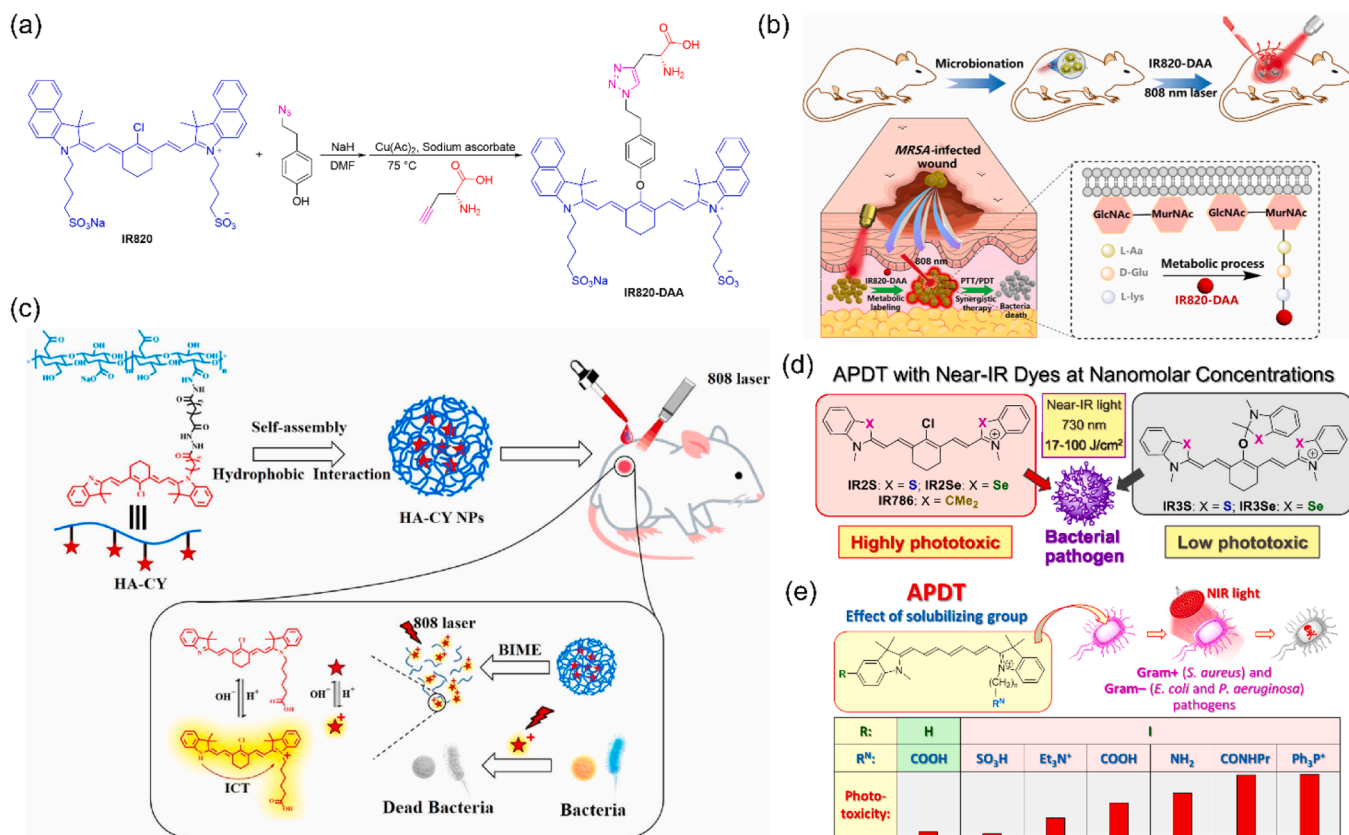 (a)
N₃
OH
NaH
DMF
Cu(Ac)₂, Sodium ascorbate
75 °C
O
OH
NH₂
Cl
N
N⁺
SO₃Na
SO₃⁻
IR820
+
O
OH
NH₂
N=N
N
O
N
N⁺
SO₃Na
SO₃⁻
IR820-DAA
(b)
Microbionation
IR820-DAA
808 nm laser
MRSA-infected
wound
808 nm
IR820-DAA
Metabolic
labeling
PTT/PDT
Synergistic
therapy
Bacteria
death
GlcNAc
MurNAc
GlcNAc
MurNAc
L-Aa
D-Glu
L-lys
Metabolic process
IR820-DAA
(c)
Self-assembly
Hydrophobic Interaction
HA-CY NPs
808 laser
HA-CY
808 laser
BIME
OH⁻
H⁺
OH⁻
H⁺
ICT
Dead Bacteria
Bacteria
(d)
APDT with Near-IR Dyes at Nanomolar Concentrations
Near-IR light
730 nm
17-100 J/cm²
IR2S: X = S; IR2Se: X = Se
IR786: X = CMe₂
IR3S: X = S; IR3Se: X = Se
Highly phototoxic
Bacterial
pathogen
Low phototoxic
(e)
APDT
Effect of solubilizing group
R
N
(CH₂)ₙ
Rᴺ
NIR light
Gram+ (S. aureus) and
Gram– (E. coli and P. aeruginosa)
pathogens
R: H I
Rᴺ: COOH SO₃H Et₃N⁺ COOH NH₂ CONHPr Ph₃P⁺
Photo-
toxicity: